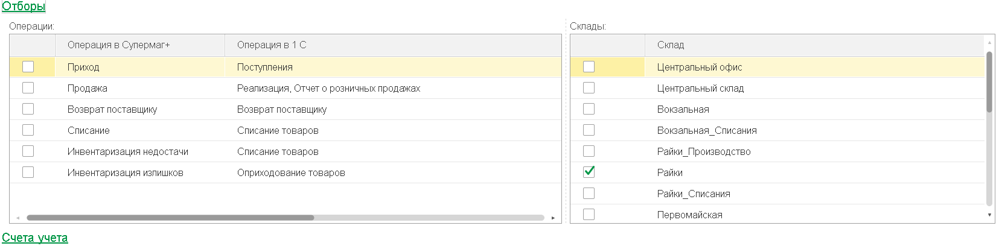 Отборы
Операции:
Операция в Супермаг+ Операция в 1 С
Приход Поступления
Продажа Реализация, Отчет о розничных продажах
Возврат поставщику Возврат поставщику
Списание Списание товаров
Инвентаризация недостачи Списание товаров
Инвентаризация излишков Оприходование товаров
Склады:
Склад
Центральный офис
Центральный склад
Вокзальная
Вокзальная_Списания
Райки_Производство
Райки
Райки_Списания
Первомайская
Счета учета